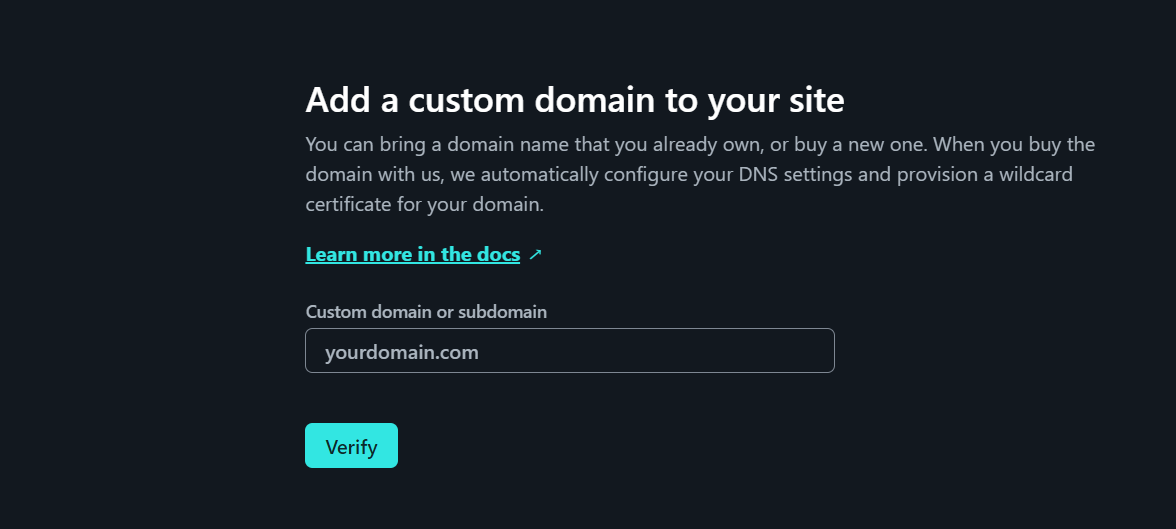 Add a custom domain to your site
You can bring a domain name that you already own, or buy a new one. When you buy the
domain with us, we automatically configure your DNS settings and provision a wildcard
certificate for your domain.
Learn more in the docs ↗
Custom domain or subdomain
yourdomain.com
Verify